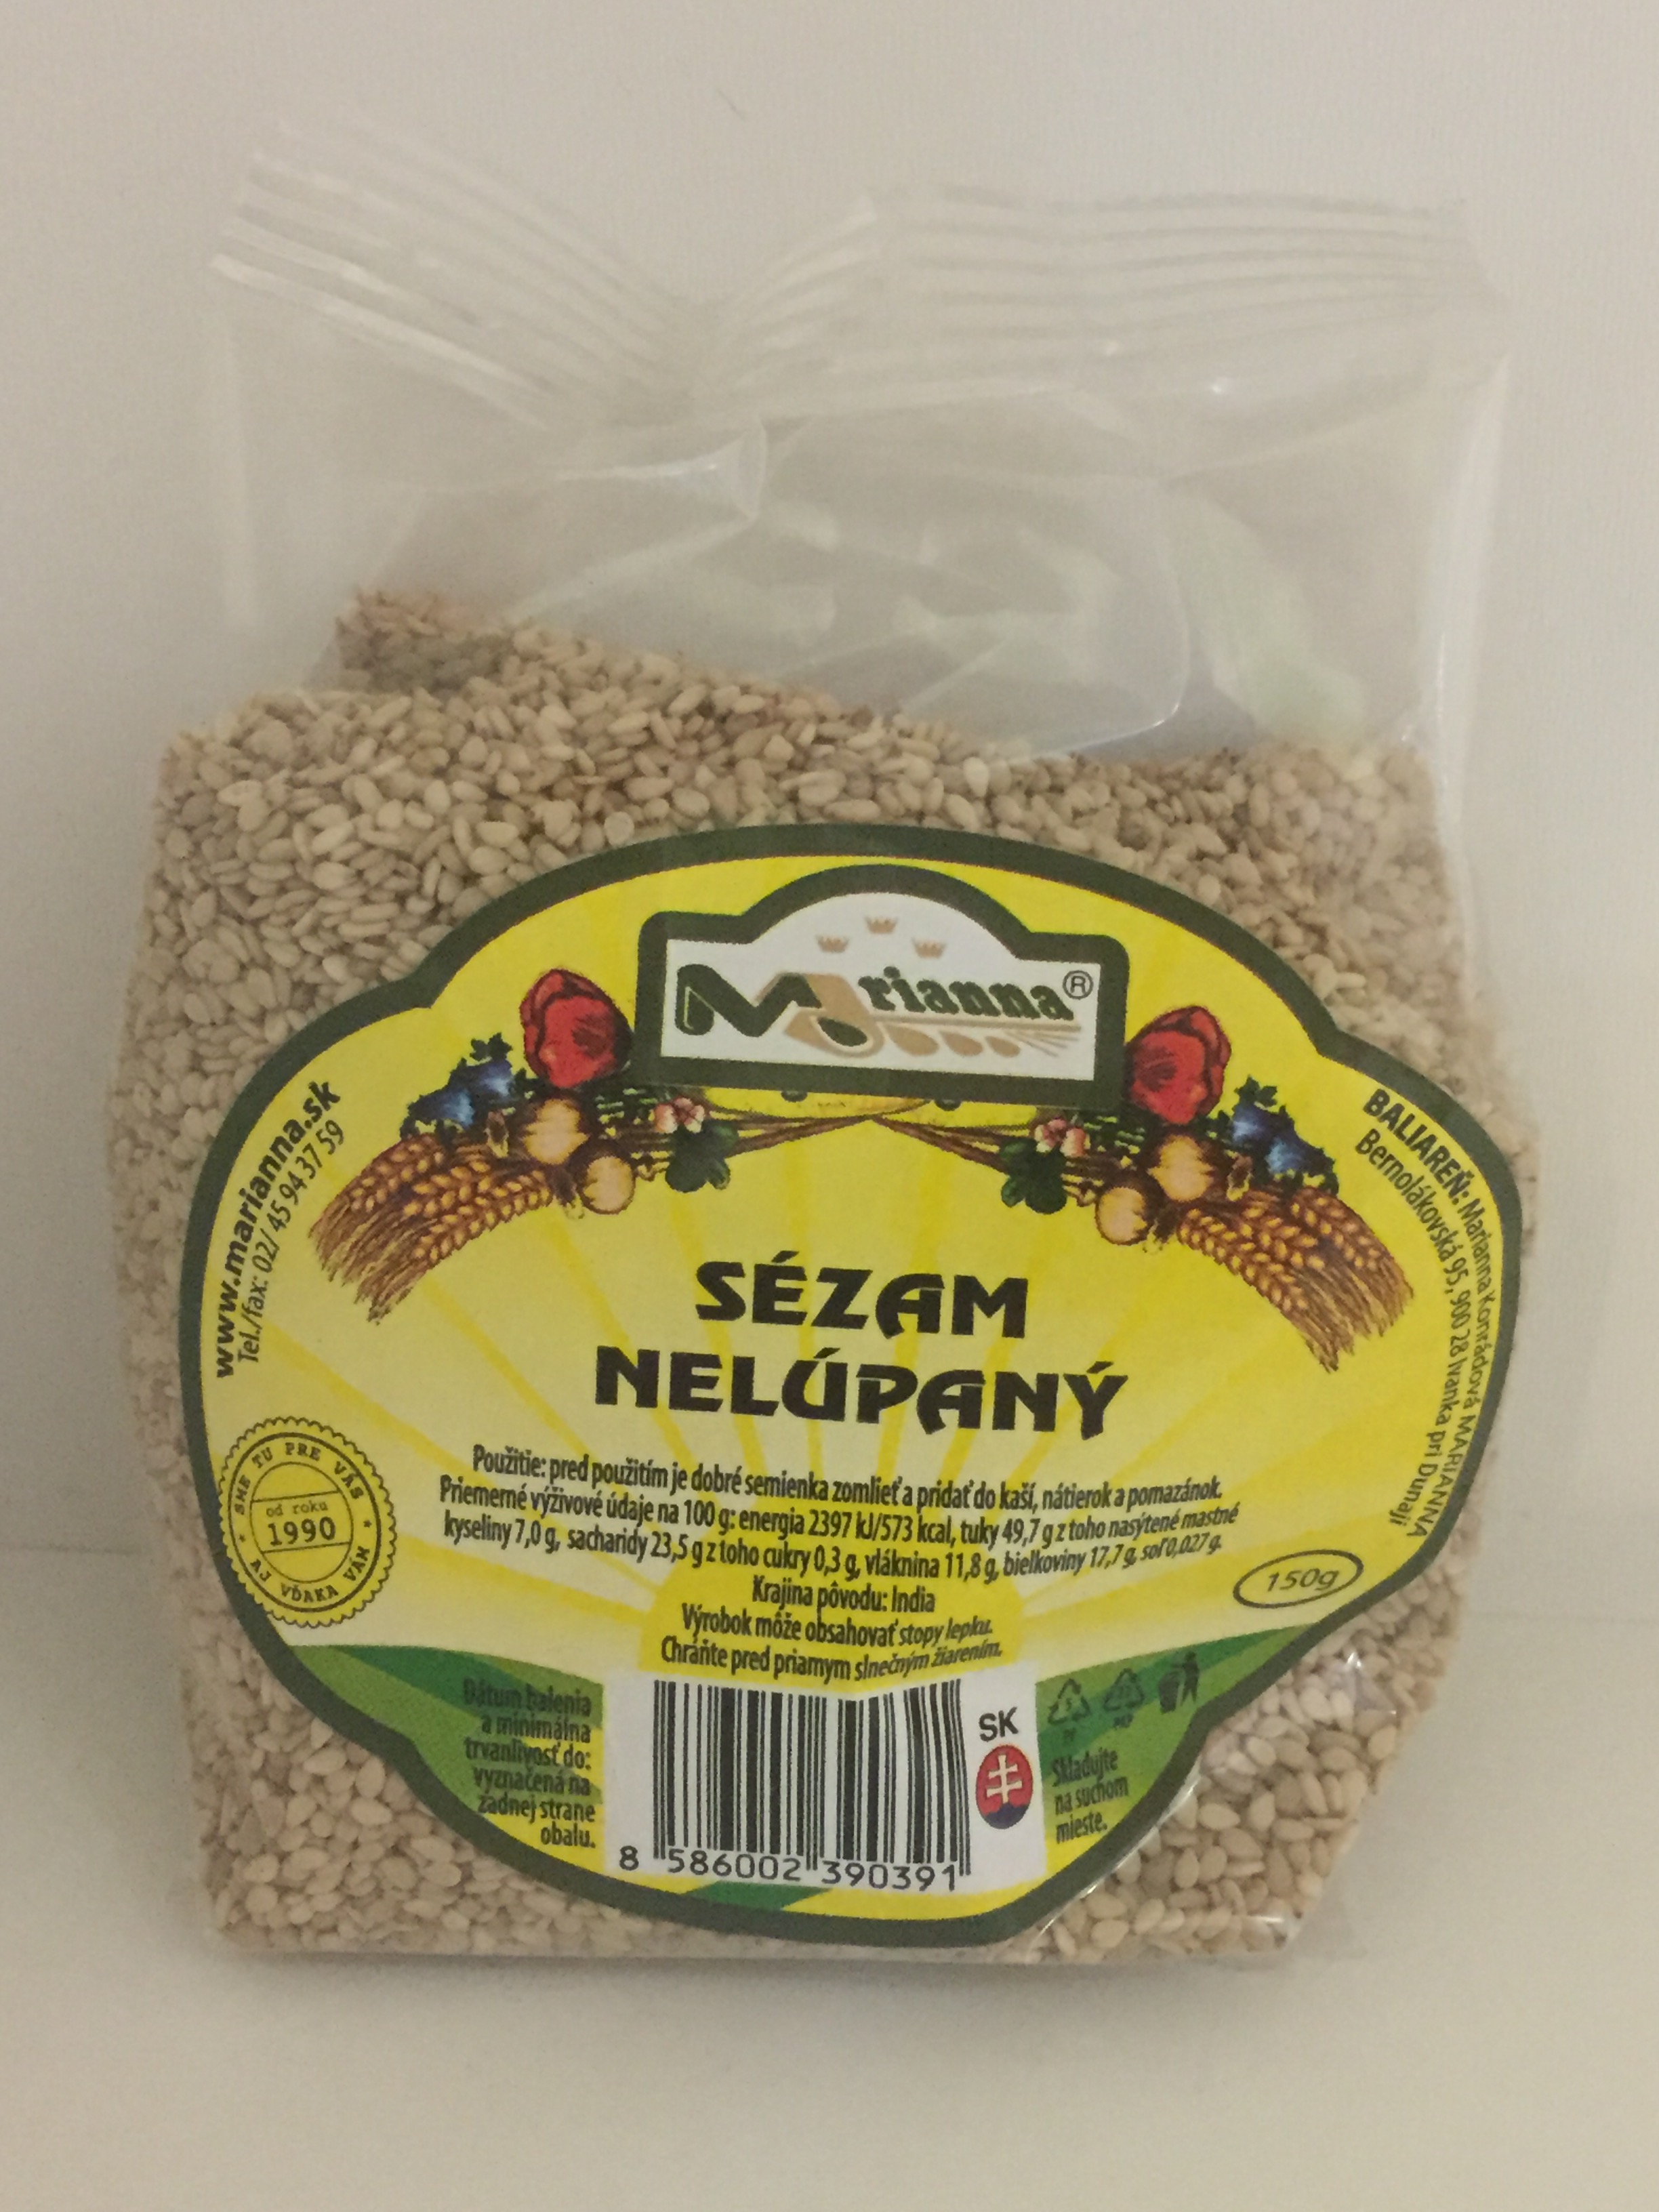 Marianna®
www.marianna.sk
Tel./fax: 02/ 45 94 37 59
BALIAREŇ: Marianna Konrádová MARIANNA
Bernolákovská 95, 900 28 Ivanka pri Dunaji
SÉZAM
NELÚPANÝ
Použitie: pred použitím je dobré semienka zomlieť a pridať do kaší, nátierok a pomazánok.
Priemerné výživové údaje na 100 g: energia 2397 kJ/573 kcal, tuky 49,7 g z toho nasýtené mastné
kyseliny 7,0 g, sacharidy 23,5 g z toho cukry 0,3 g, vláknina 11,8 g, bielkoviny 17,7 g, soľ 0,027 g.
Krajina pôvodu: India
Výrobok môže obsahovať stopy lepku.
Chráňte pred priamym slnečným žiarením.
SME TU PRE VÁS
od roku
1990
AJ VĎAKA VÁM
150g
Dátum balenia
a minimálna
trvanlivosť do:
vyznačená na
zadnej strane
obalu.
SK
Skladujte
na suchom
mieste.
8 586002 390391